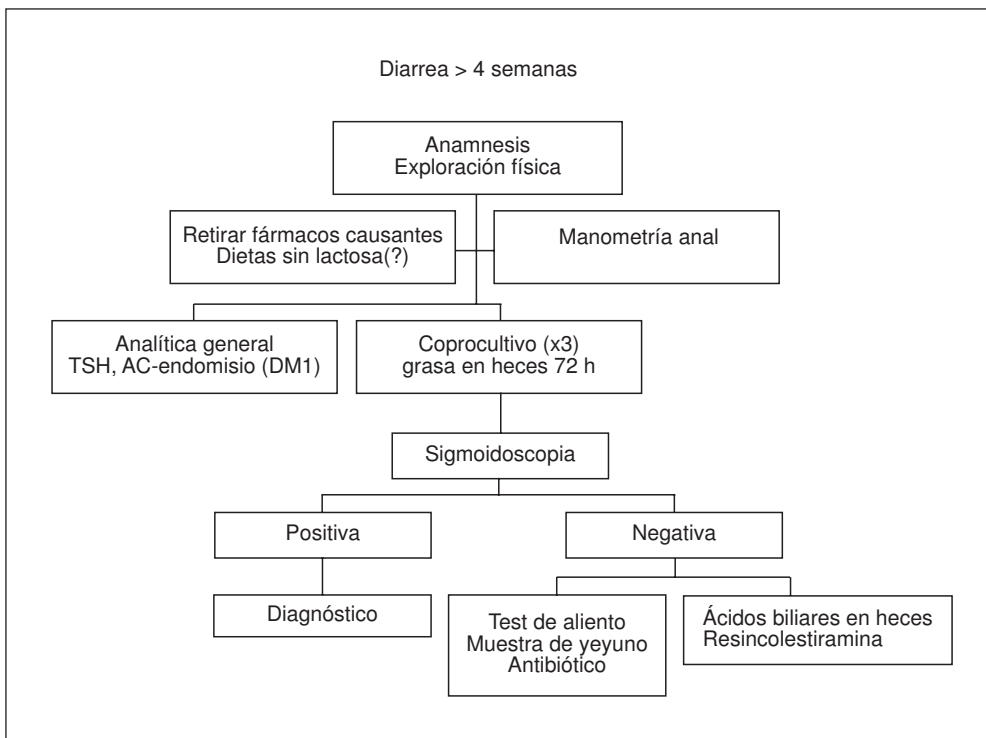 Diarrea > 4 semanas
Anamnesis
Exploración física
Retirar fármacos causantes
Dietas sin lactosa(?)
Manometría anal
Analítica general
TSH, AC-endomisio (DM1)
Coprocultivo (x3)
grasa en heces 72 h
Sigmoidoscopia
Positiva
Negativa
Diagnóstico
Test de aliento
Muestra de yeyuno
Antibiótico
Ácidos biliares en heces
Resincolestiramina